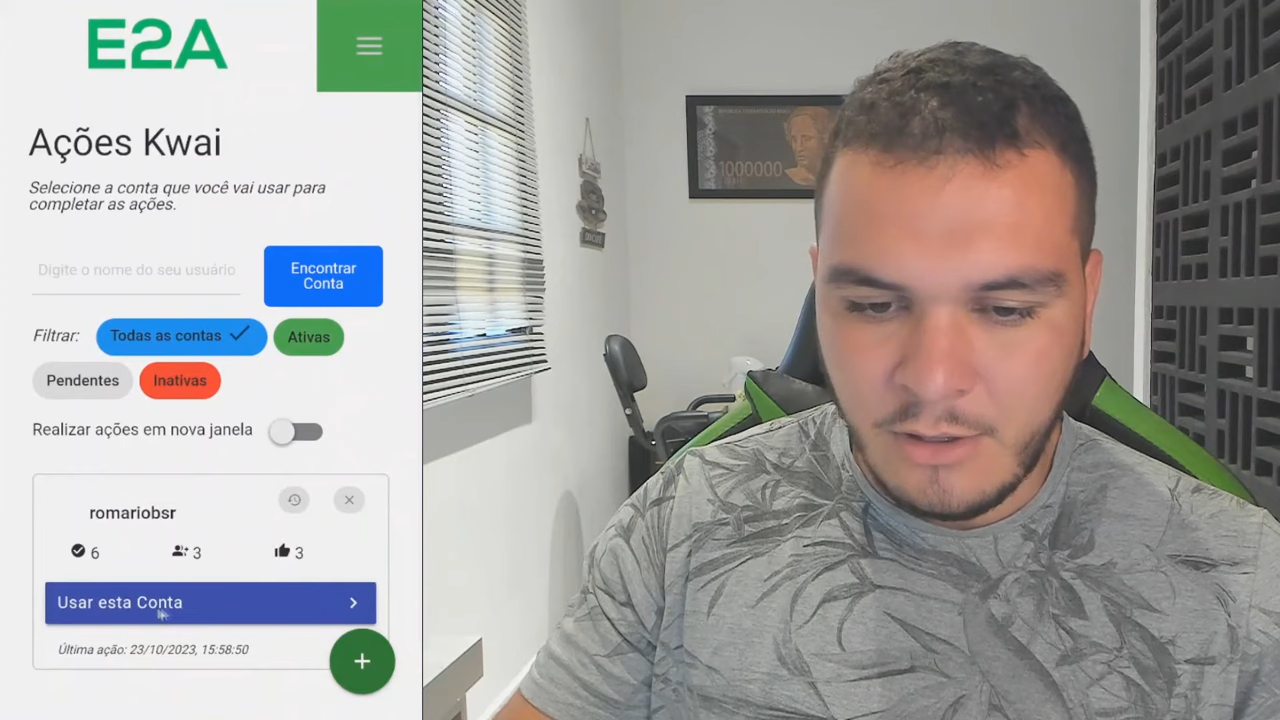 E2A
Ações Kwai
Selecione a conta que você vai usar para
completar as ações.
Digite o nome do seu usuário
Encontrar
Conta
Filtrar:
Todas as contas
Ativas
Pendentes
Inativas
Realizar ações em nova janela
romariobsr
6
3
3
Usar esta Conta
Última ação: 23/10/2023, 15:58:50
+
1000000